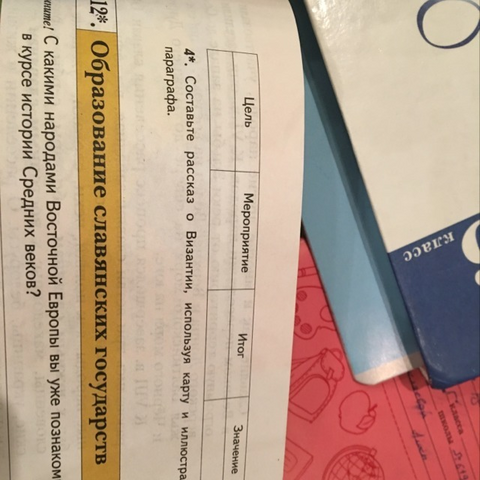 Цель Мероприятие Итог Значение
4*. Составьте рассказ о Византии, используя карту и иллюстра
параграфа.
12*. Образование славянских государств
С какими народами Восточной Европы вы уже познаком
в курсе истории Средних веков?
класс